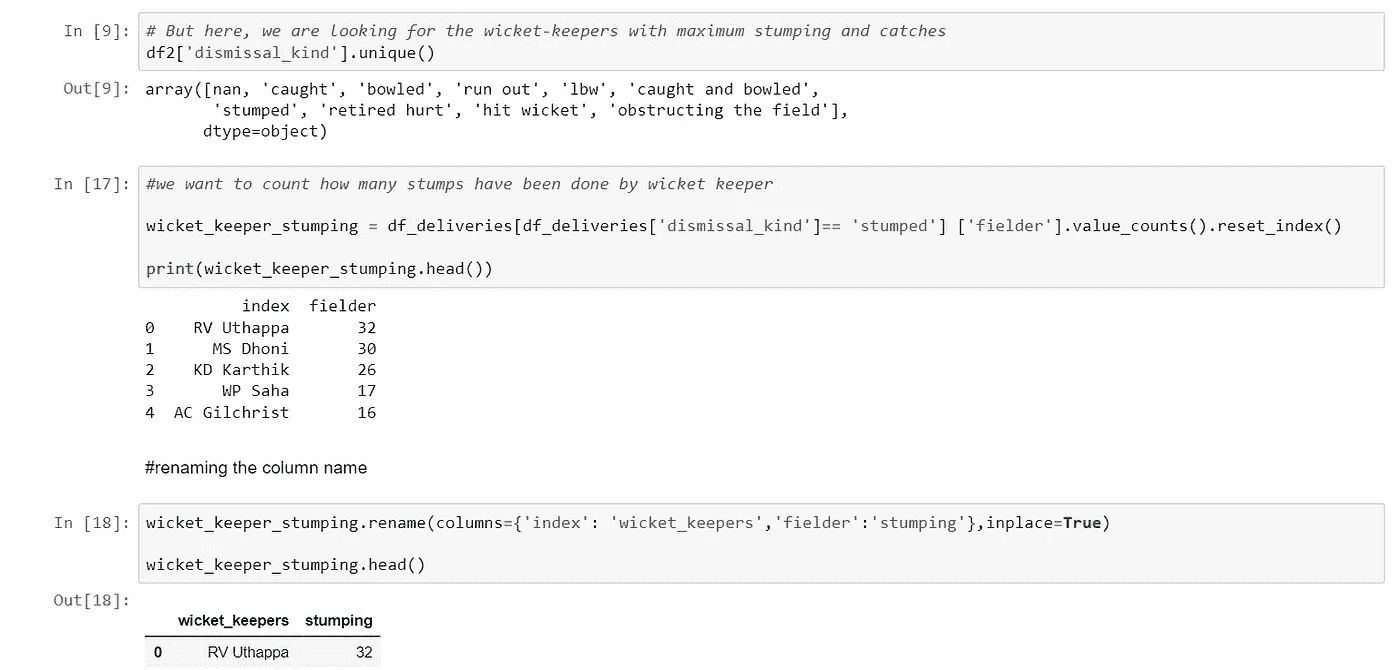 In [9]: # But here, we are looking for the wicket-keepers with maximum stumping and catches
df2['dismissal_kind'].unique()
Out[9]: array([nan, 'caught', 'bowled', 'run out', 'lbw', 'caught and bowled',
'stumped', 'retired hurt', 'hit wicket', 'obstructing the field'],
dtype=object)
In [17]: #we want to count how many stumps have been done by wicket keeper
wicket_keeper_stumping = df_deliveries[df_deliveries['dismissal_kind']== 'stumped'] ['fielder'].value_counts().reset_index()
print(wicket_keeper_stumping.head())
index fielder
0 RV Uthappa 32
1 MS Dhoni 30
2 KD Karthik 26
3 WP Saha 17
4 AC Gilchrist 16
#renaming the column name
In [18]: wicket_keeper_stumping.rename(columns={'index': 'wicket_keepers','fielder':'stumping'},inplace=True)
wicket_keeper_stumping.head()
Out[18]:
wicket_keepers stumping
0 RV Uthappa 32